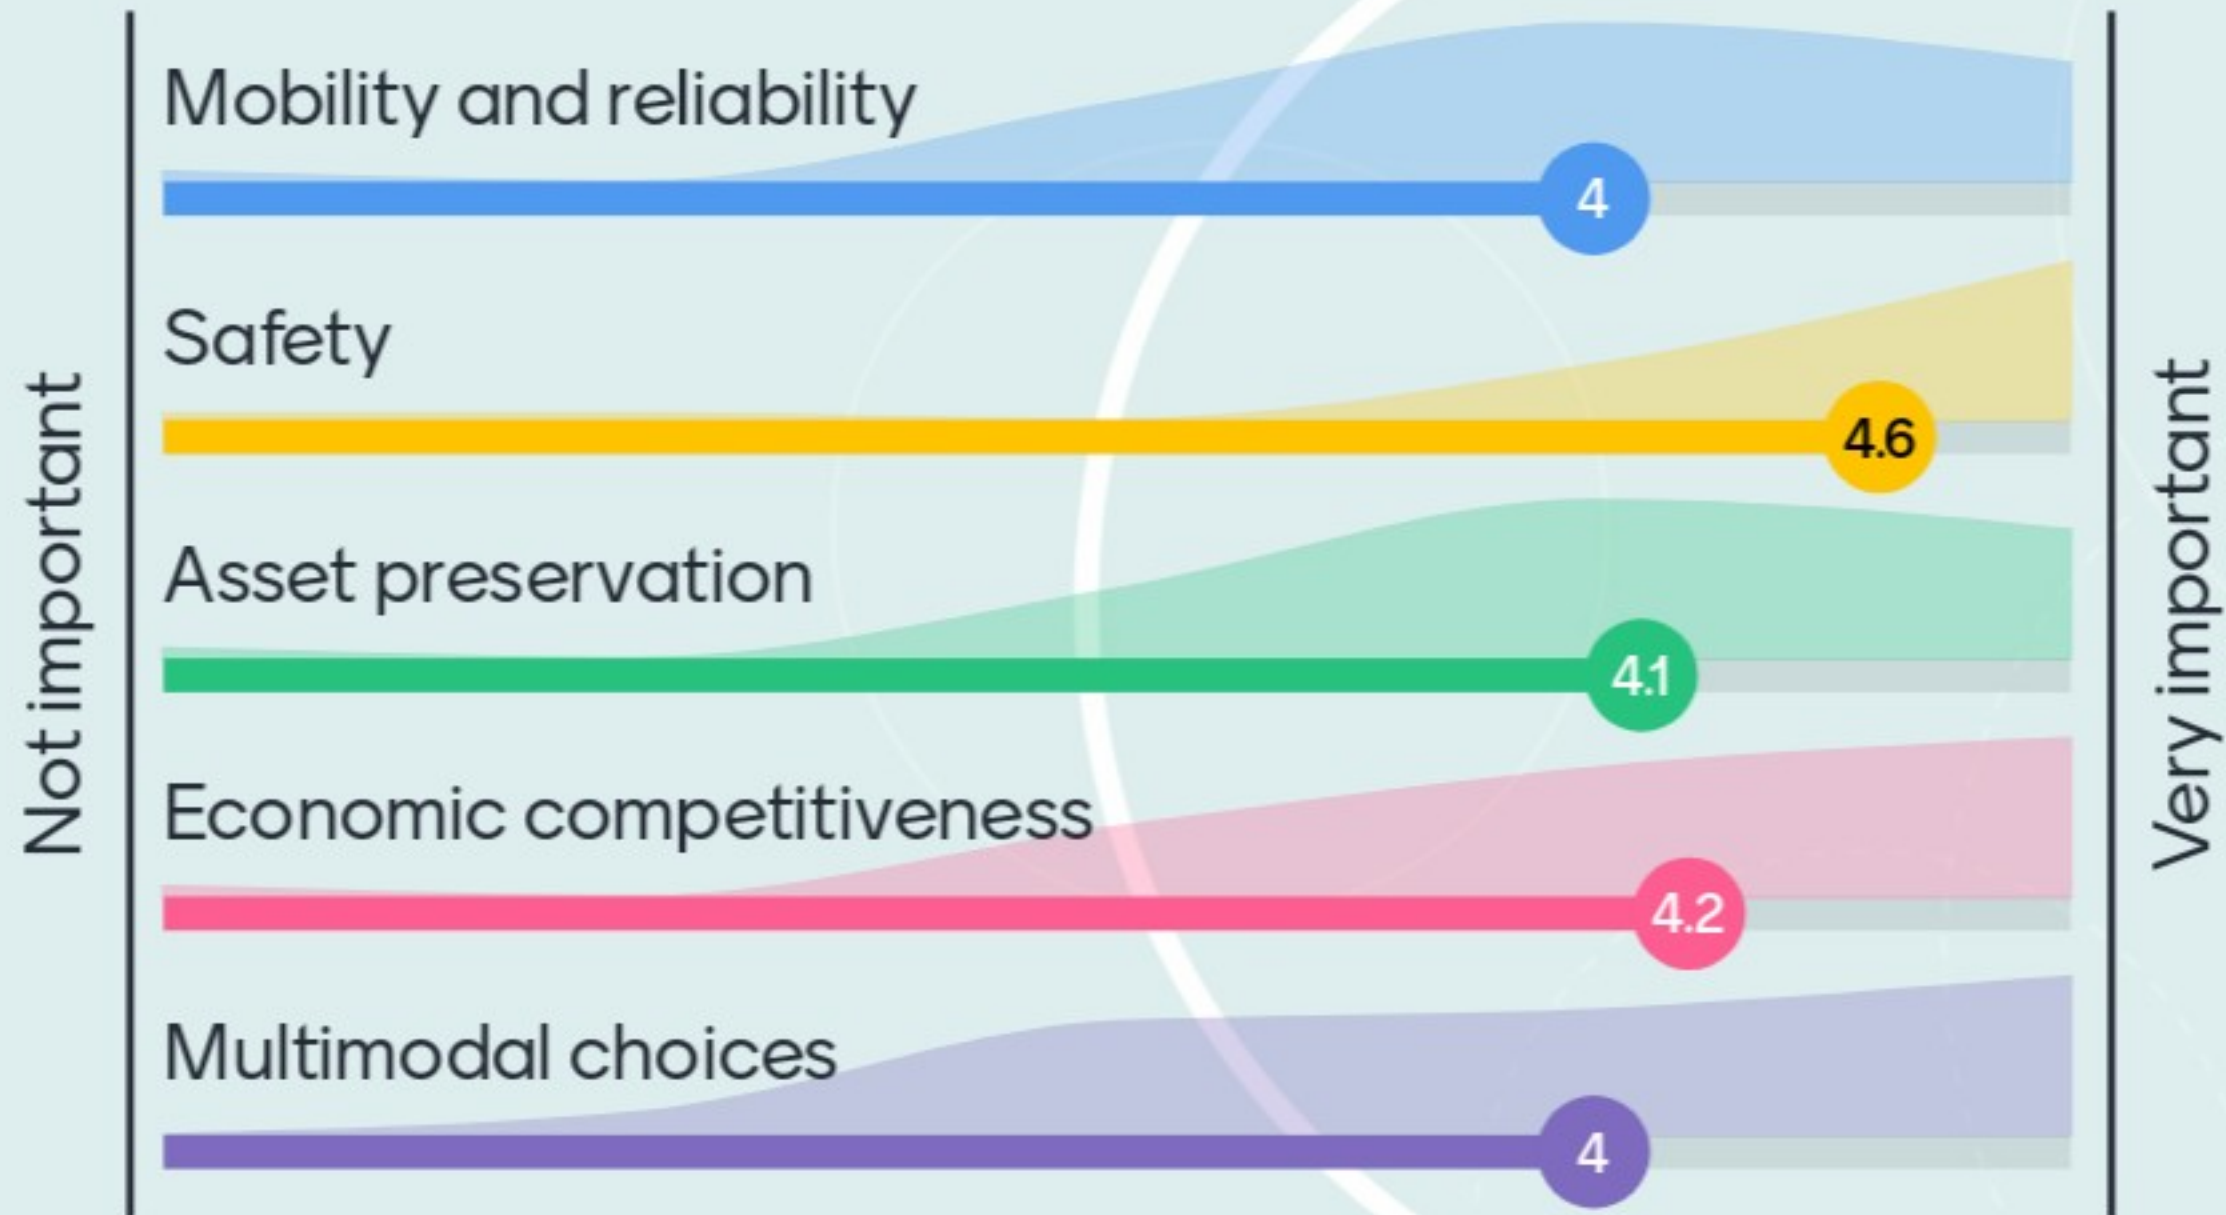 Not important
Mobility and reliability
4
Safety
4.6
Asset preservation
4.1
Economic competitiveness
4.2
Multimodal choices
4
Very important